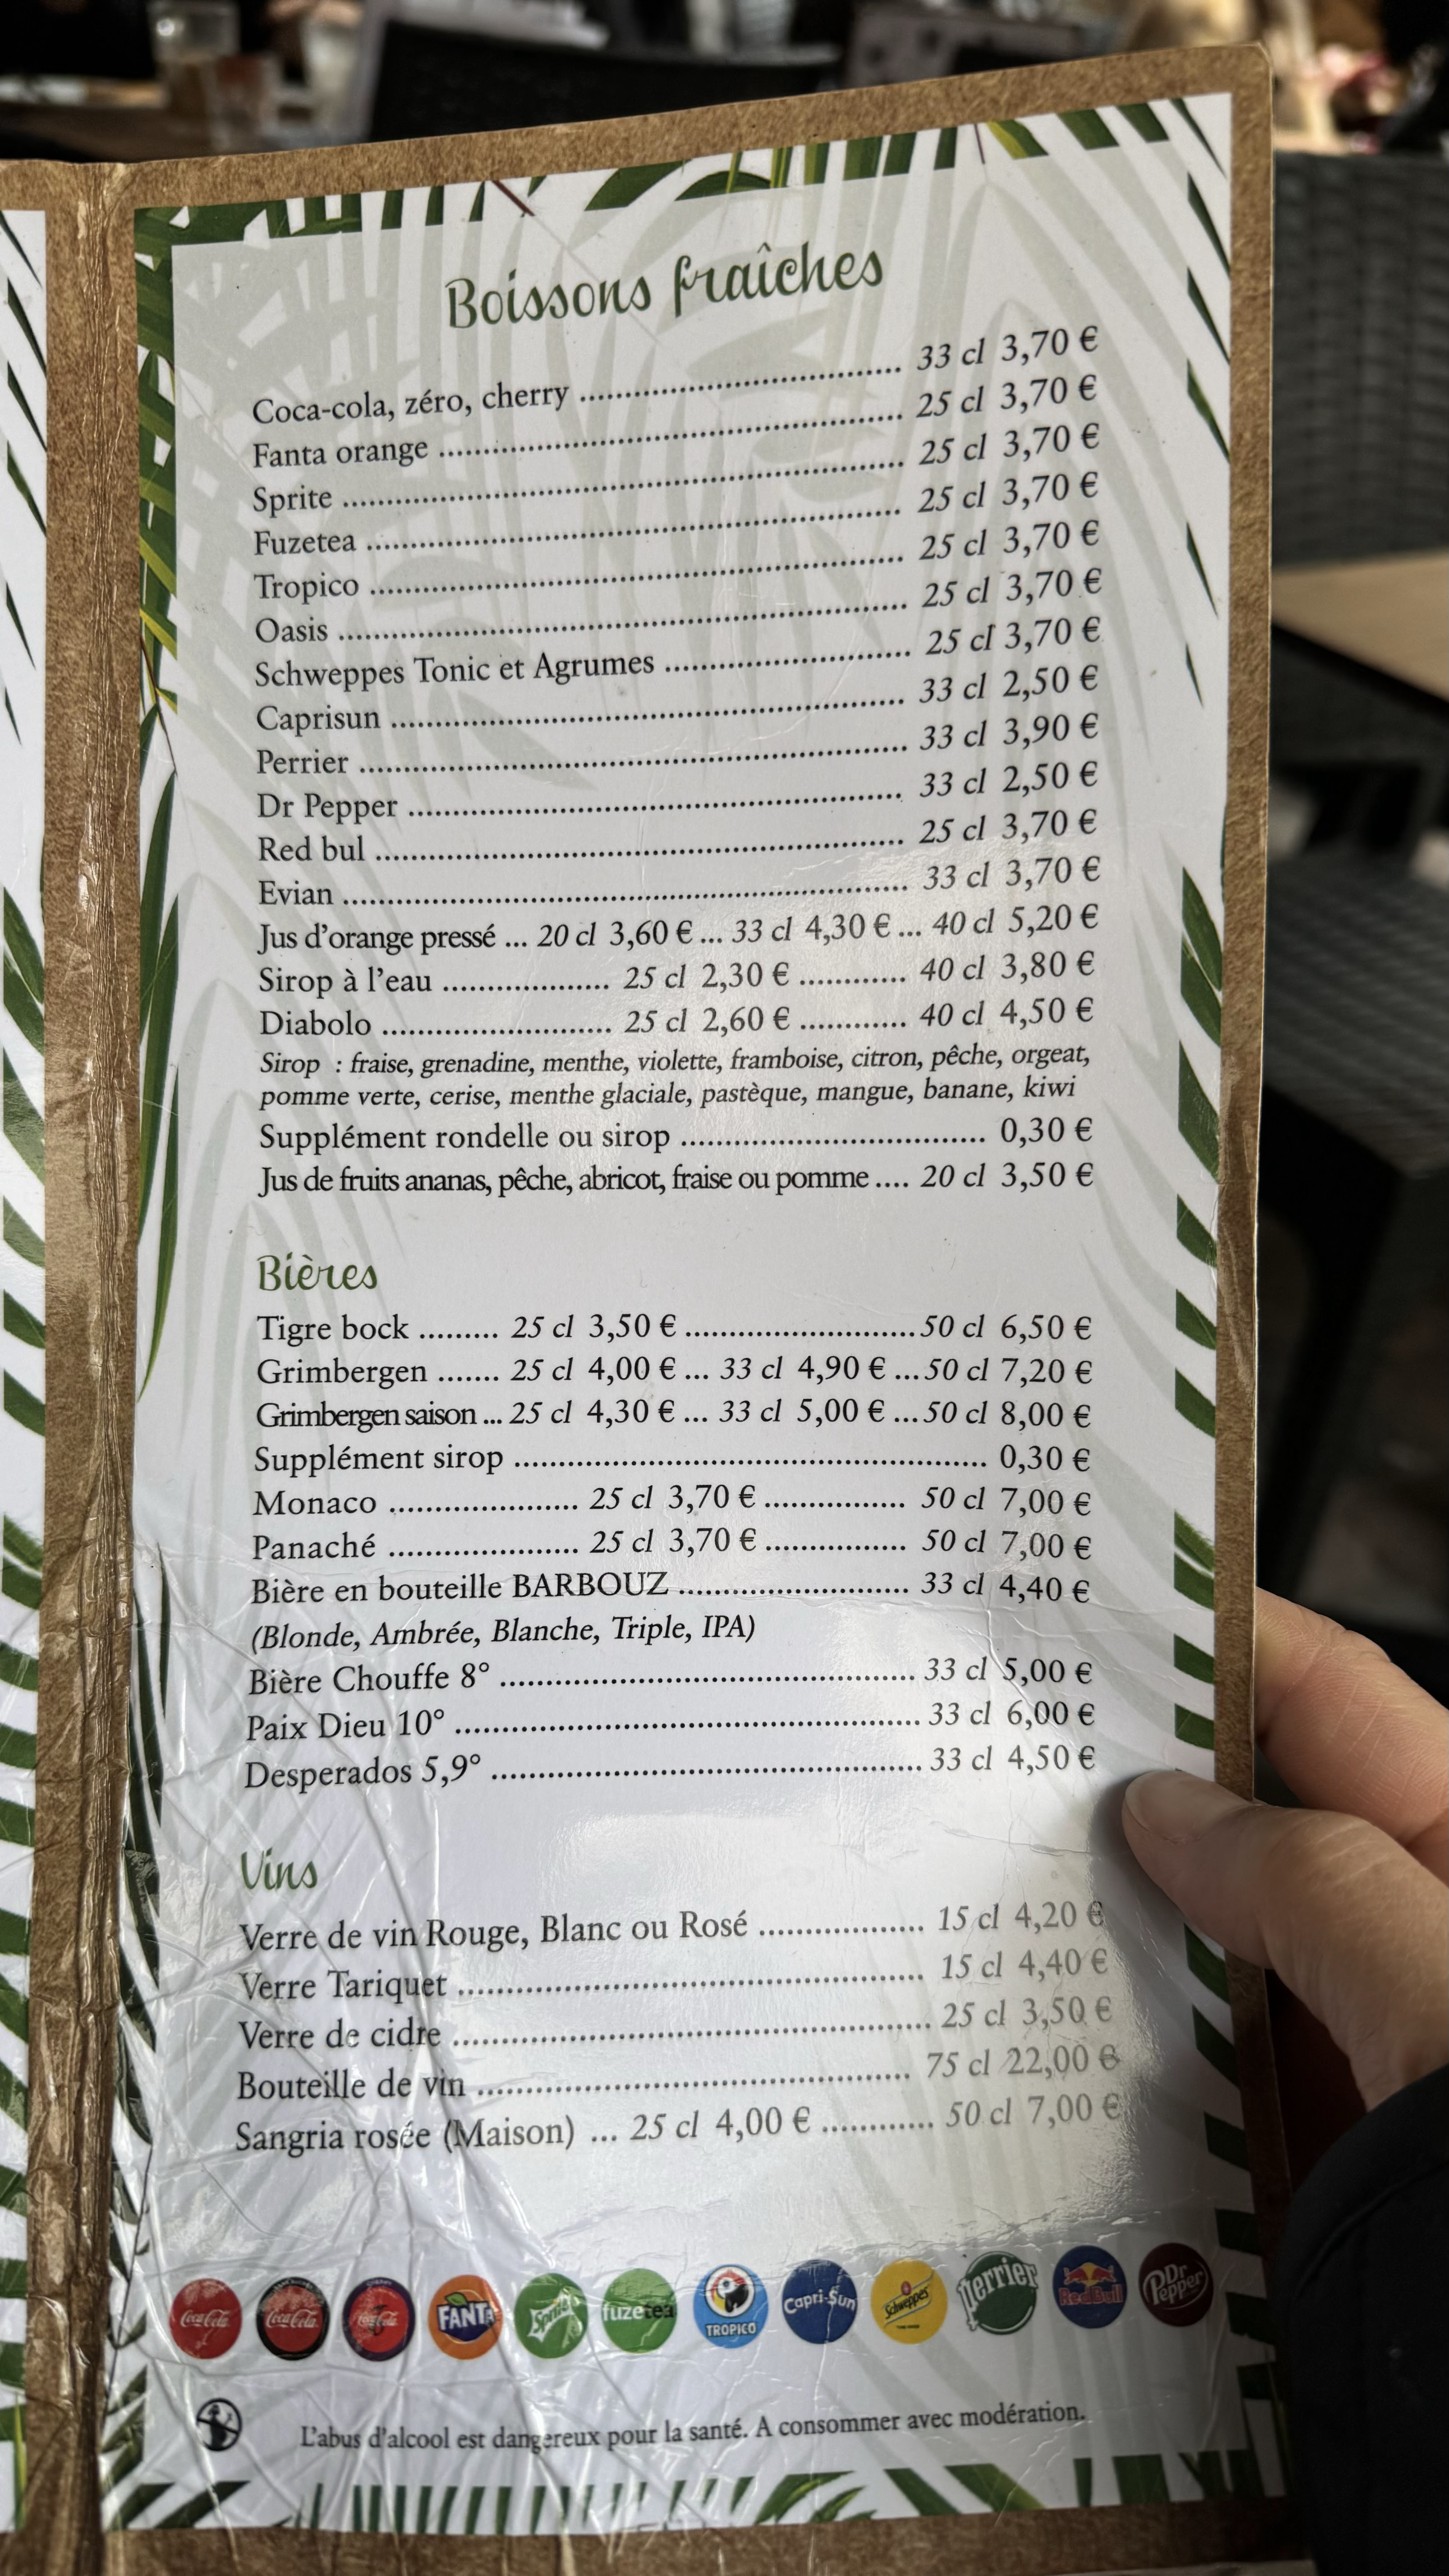 Boissons fraîches
Coca-cola, zéro, cherry ........ 33 cl 3,70 €
Fanta orange ........ 25 cl 3,70 €
Sprite ........ 25 cl 3,70 €
Fuzetea ........ 25 cl 3,70 €
Tropico ........ 25 cl 3,70 €
Oasis ........ 25 cl 3,70 €
Schweppes Tonic et Agrumes ........ 25 cl 3,70 €
Caprisun ........ 33 cl 2,50 €
Perrier ........ 33 cl 3,90 €
Dr Pepper ........ 33 cl 2,50 €
Red bul ........ 25 cl 3,70 €
Evian ........ 33 cl 3,70 €
Jus d'orange pressé ... 20 cl 3,60 € ... 33 cl 4,30 € ... 40 cl 5,20 €
Sirop à l'eau ........ 25 cl 2,30 € ........ 40 cl 3,80 €
Diabolo ........ 25 cl 2,60 € ........ 40 cl 4,50 €
Sirop : fraise, grenadine, menthe, violette, framboise, citron, pêche, orgeat,
pomme verte, cerise, menthe glaciale, pastèque, mangue, banane, kiwi
Supplément rondelle ou sirop ........ 0,30 €
Jus de fruits ananas, pêche, abricot, fraise ou pomme .... 20 cl 3,50 €
Bières
Tigre bock ........ 25 cl 3,50 € ........ 50 cl 6,50 €
Grimbergen ....... 25 cl 4,00 € ... 33 cl 4,90 € ... 50 cl 7,20 €
Grimbergen saison ... 25 cl 4,30 € ... 33 cl 5,00 € ... 50 cl 8,00 €
Supplément sirop ........ 0,30 €
Monaco ........ 25 cl 3,70 € ........ 50 cl 7,00 €
Panaché ........ 25 cl 3,70 € ........ 50 cl 7,00 €
Bière en bouteille BARBOUZ ........ 33 cl 4,40 €
(Blonde, Ambrée, Blanche, Triple, IPA)
Bière Chouffe 8° ........ 33 cl 5,00 €
Paix Dieu 10° ........ 33 cl 6,00 €
Desperados 5,9° ........ 33 cl 4,50 €
Vins
Verre de vin Rouge, Blanc ou Rosé ........ 15 cl 4,20 €
Verre Tariquet ........ 15 cl 4,40 €
Verre de cidre ........ 25 cl 3,50 €
Bouteille de vin ........ 75 cl 22,00 €
Sangria rosée (Maison) ... 25 cl 4,00 € ........ 50 cl 7,00 €
Coca-Cola Coca-Cola Coca-Cola FANTA Sprite fuzetea TROPICO Capri-Sun Schweppes Perrier RedBull Dr Pepper
L'abus d'alcool est dangereux pour la santé. A consommer avec modération.